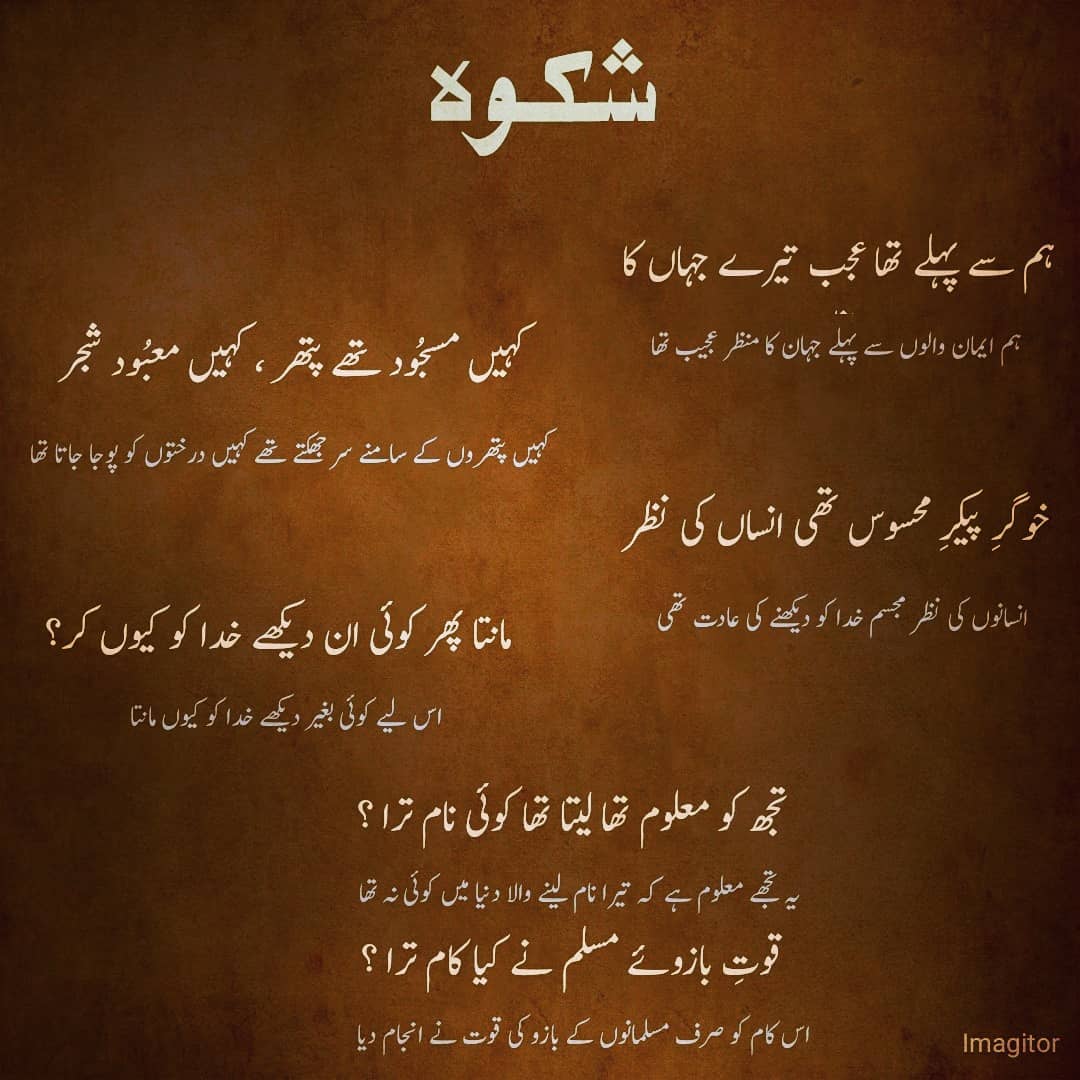 شکوہ
ہم سے پہلے تھا عجب تیرے جہاں کا
ہم ایمان والوں سے پہلے جہان کا منظر عجیب تھا
کہیں مسجُود تھے پتھر ، کہیں معبُود شجر
کہیں پتھروں کے سامنے سر جھکتے تھے کہیں درختوں کو پوجا جاتا تھا
خوگرِ پیکرِ محسوس تھی انساں کی نظر
انسانوں کی نظر مجسم خدا کو دیکھنے کی عادت تھی
مانتا پھر کوئی ان دیکھے خدا کو کیوں کر؟
اس لیے کوئی بغیر دیکھے خدا کو کیوں مانتا
تجھ کو معلوم تھا لیتا تھا کوئی نام ترا ؟
یہ تجھے معلوم ہے کہ تیرا نام لینے والا دنیا میں کوئی نہ تھا
قوتِ بازوئے مسلم نے کیا کام ترا ؟
اس کام کو صرف مسلمانوں کے بازو کی قوت نے انجام دیا
Imagitor